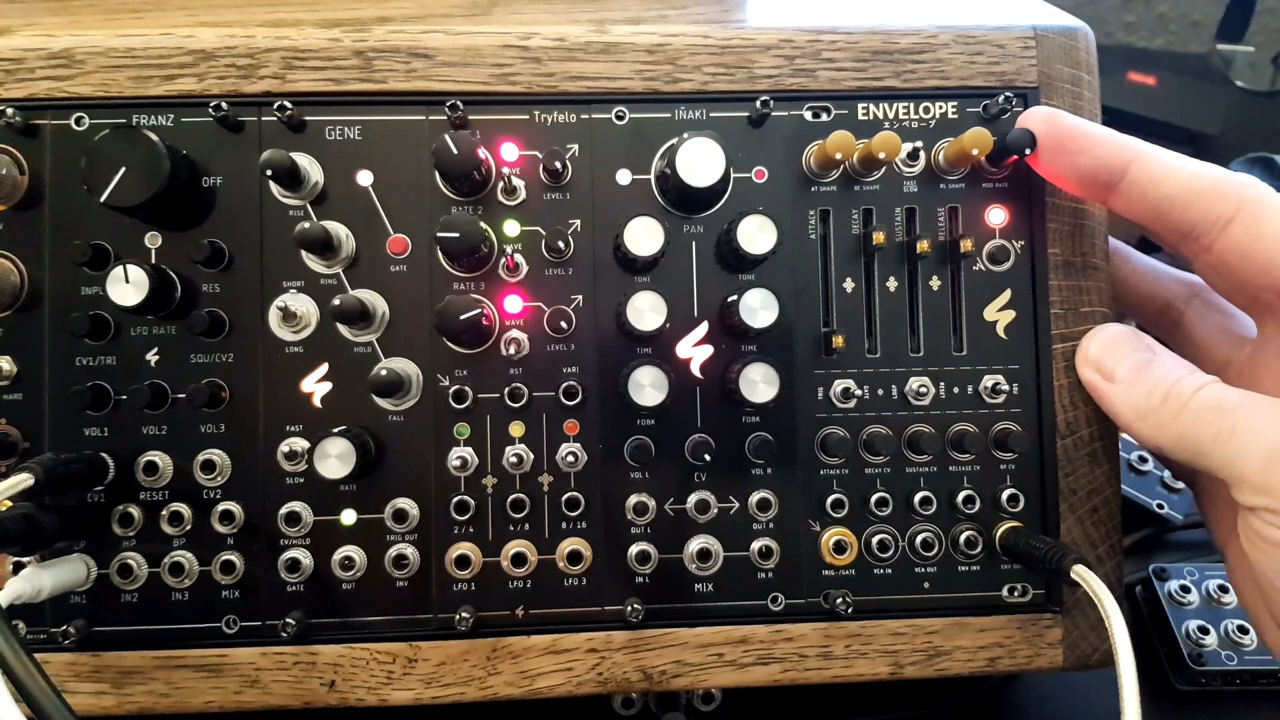 FRANZ
OFF
INPL
RES
LFO RATE
CV1/TRI
SQU/CV2
VOL1
VOL2
VOL3
CV1
RESET
CV2
HP
BP
N
IN1
IN2
IN3
MIX
HARD
GENE
RISE
RING
GATE
SHORT
LONG
HOLD
FALL
FAST
SLOW
RATE
CV/HOLD
TRIG OUT
GATE
OUT
INV
Tryfelo
LEVEL 1
RATE 2
LEVEL 2
RATE 3
WAVE
LEVEL 3
CLK
RST
VARI
2 / 4
4 / 8
8 / 16
LFO 1
LFO 2
LFO 3
IÑAKI
PAN
TONE
TONE
TIME
TIME
FDBK
FDBK
VOL L
CV
VOL R
OUT L
OUT R
IN L
MIX
IN R
ENVELOPE
エンベロープ
AT SHAPE
DE SHAPE
FAST
SLOW
RL SHAPE
MOD RATE
ATTACK
DECAY
SUSTAIN
RELEASE
TRIG
GATE
LOOP
RESET
LOU
ATTACK CV
DECAY CV
SUSTAIN CV
RELEASE CV
RF CV
TRIG-/GATE
VCA IN
VCA OUT
ENV INV